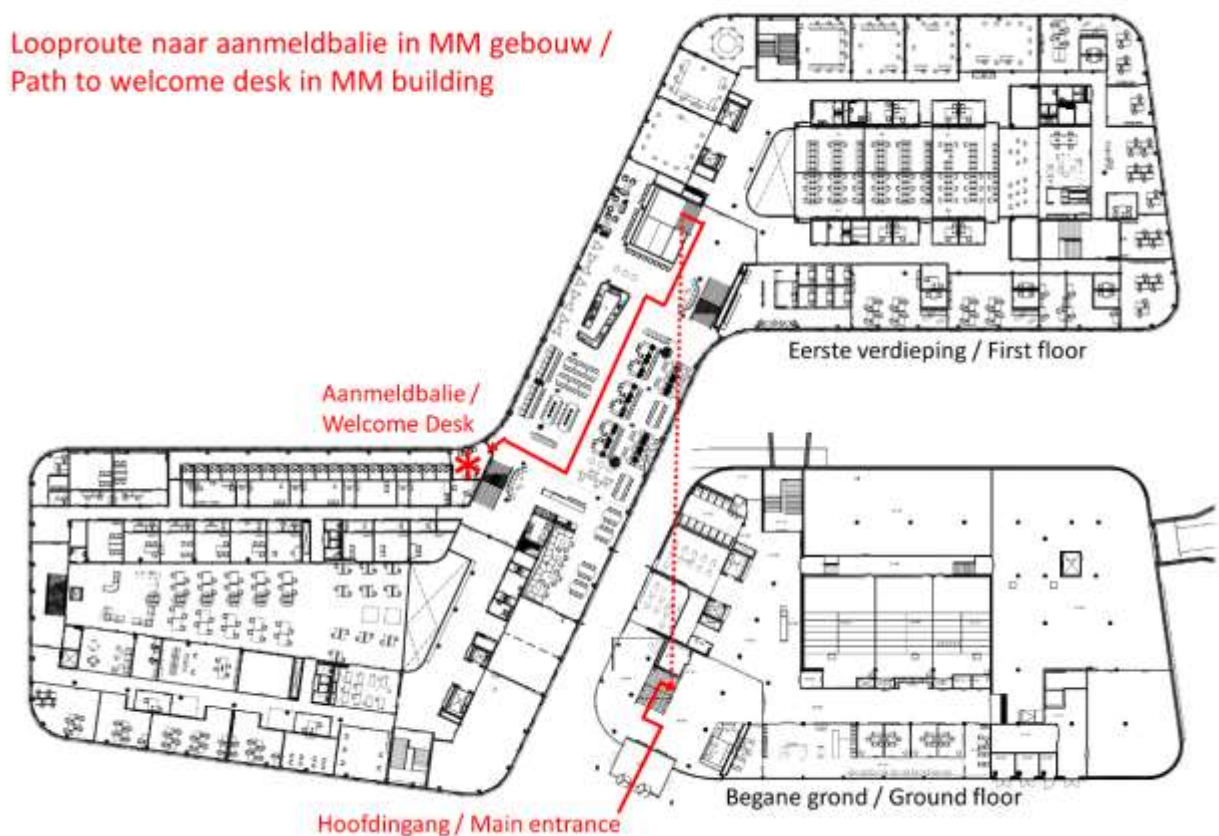 Looproute naar aanmeldbalie in MM gebouw /
Path to welcome desk in MM building
Eerste verdieping / First floor
Aanmeldbalie /
Welcome Desk
Begane grond / Ground floor
Hoofdingang / Main entrance